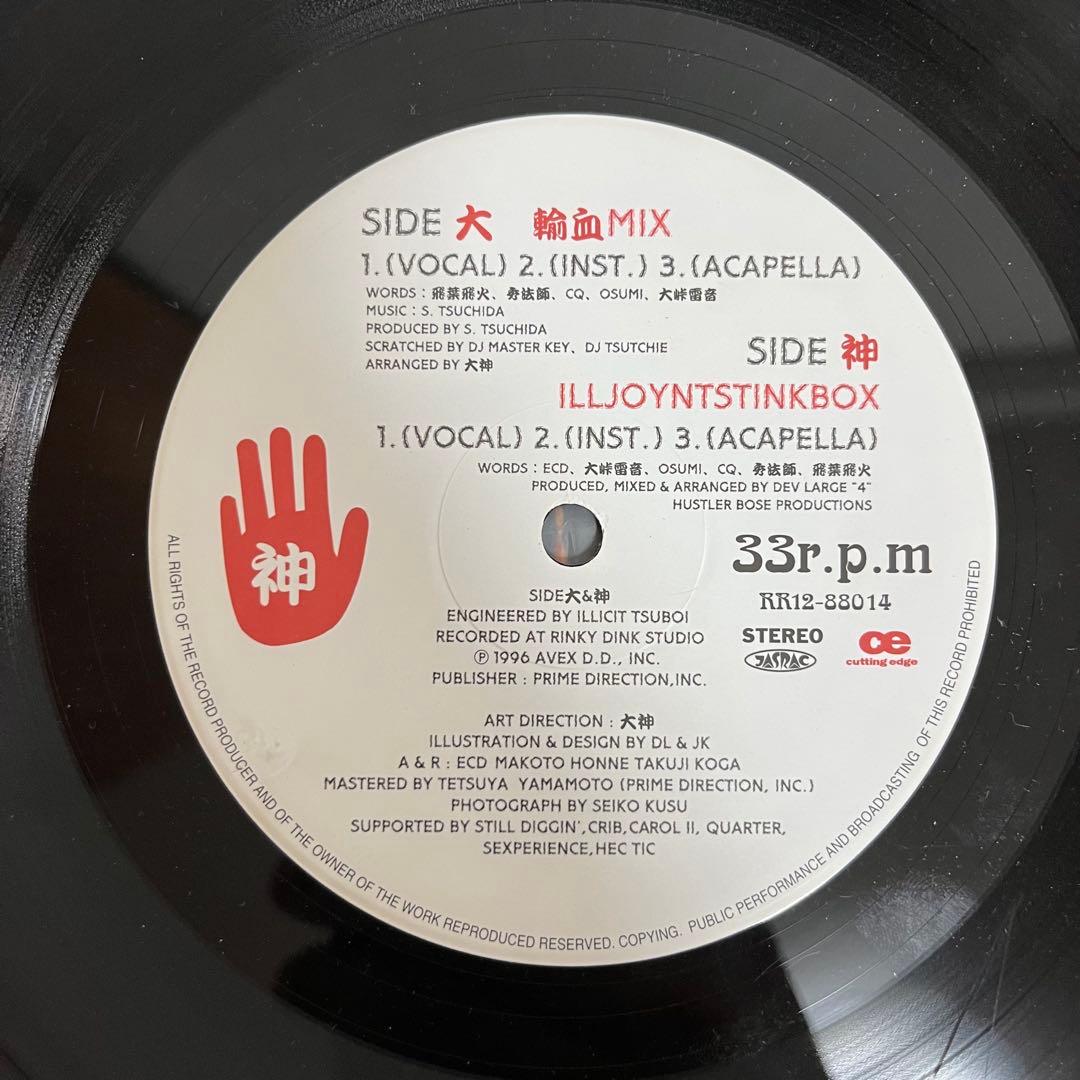 SIDE 大 輸血MIX
1.(VOCAL) 2.(INST.) 3.(ACAPELLA)
WORDS : 飛葉飛火、夛法師、CQ、OSUMI、大峠雷音
MUSIC : S. TSUCHIDA
PRODUCED BY S. TSUCHIDA
SCRATCHED BY DJ MASTER KEY、DJ TSUTCHIE
ARRANGED BY 大神
SIDE 神
ILLJOYNTSTINKBOX
1.(VOCAL) 2.(INST.) 3.(ACAPELLA)
WORDS : ECD、大峠雷音、OSUMI、CQ、夛法師、飛葉飛火
PRODUCED, MIXED & ARRANGED BY DEV LARGE "4"
HUSTLER BOSE PRODUCTIONS
神
33r.p.m
RR12-88014
STEREO
JASRAC
ce
cutting edge
SIDE大&神
ENGINEERED BY ILLICIT TSUBOI
RECORDED AT RINKY DINK STUDIO
Ⓟ 1996 AVEX D.D., INC.
PUBLISHER : PRIME DIRECTION,INC.
ART DIRECTION : 大神
ILLUSTRATION & DESIGN BY DL & JK
A & R : ECD MAKOTO HONNE TAKUJI KOGA
MASTERED BY TETSUYA YAMAMOTO (PRIME DIRECTION, INC.)
PHOTOGRAPH BY SEIKO KUSU
SUPPORTED BY STILL DIGGIN',CRIB,CAROL II, QUARTER,
SEXPERIENCE,HEC TIC
ALL RIGHTS OF THE RECORD PRODUCER AND OF THE OWNER OF THE WORK REPRODUCED RESERVED. COPYING. PUBLIC PERFORMANCE AND BROADCASTING OF THIS RECORD PROHIBITED